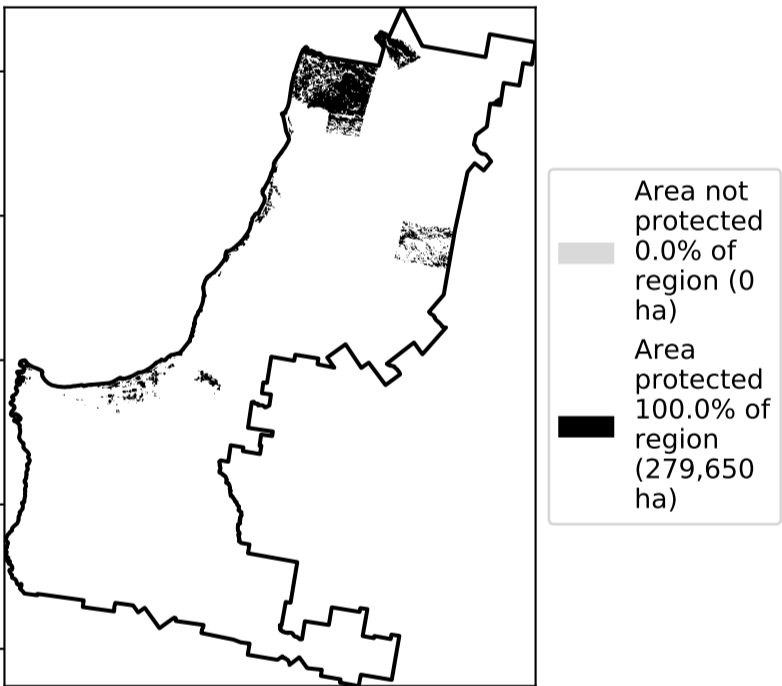 Area not
protected
0.0% of
region (0
ha)
Area
protected
100.0% of
region
(279,650
ha)